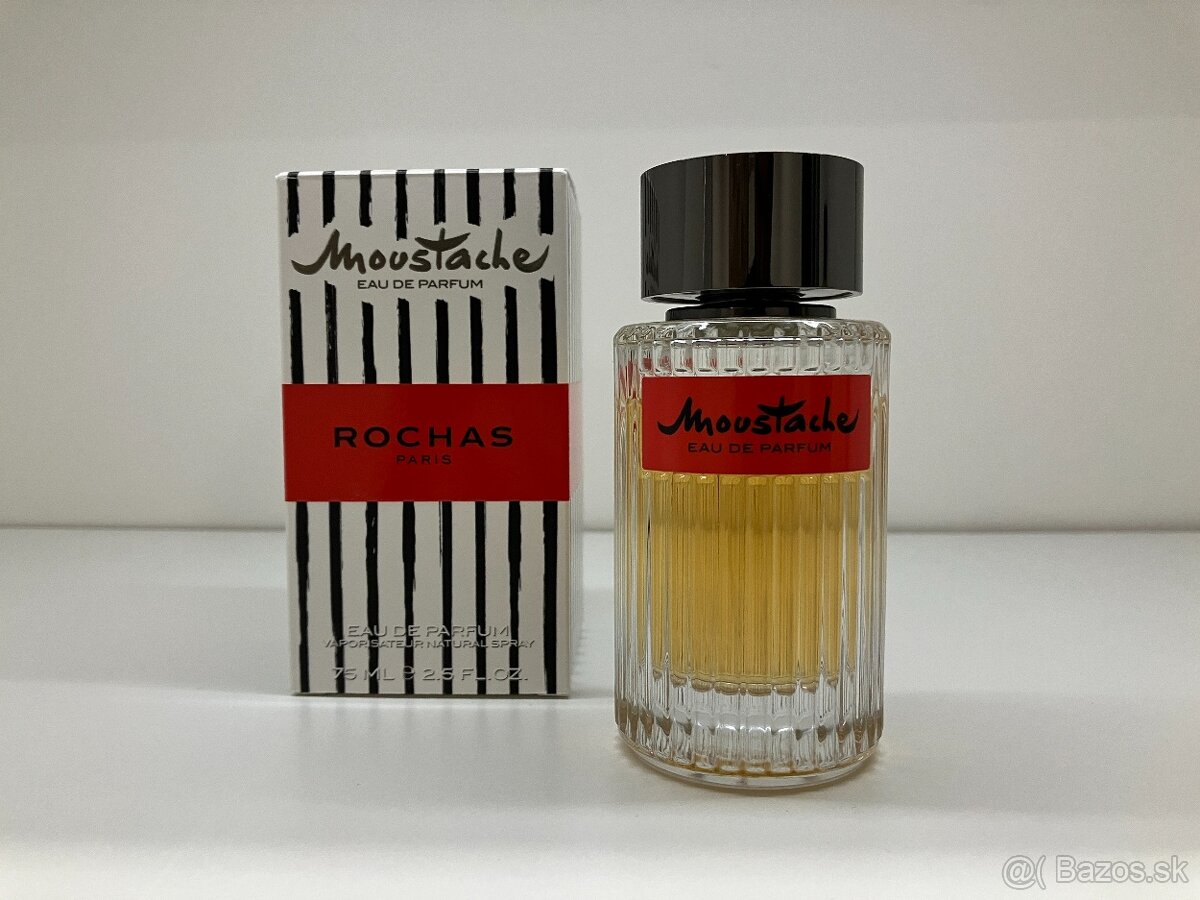 Moustache
EAU DE PARFUM
ROCHAS
PARIS
EAU DE PARFUM
VAPORISATEUR NATURAL SPRAY
75 ML ℮ 2.5 FL.OZ.
Moustache
EAU DE PARFUM
@( Bazos.sk